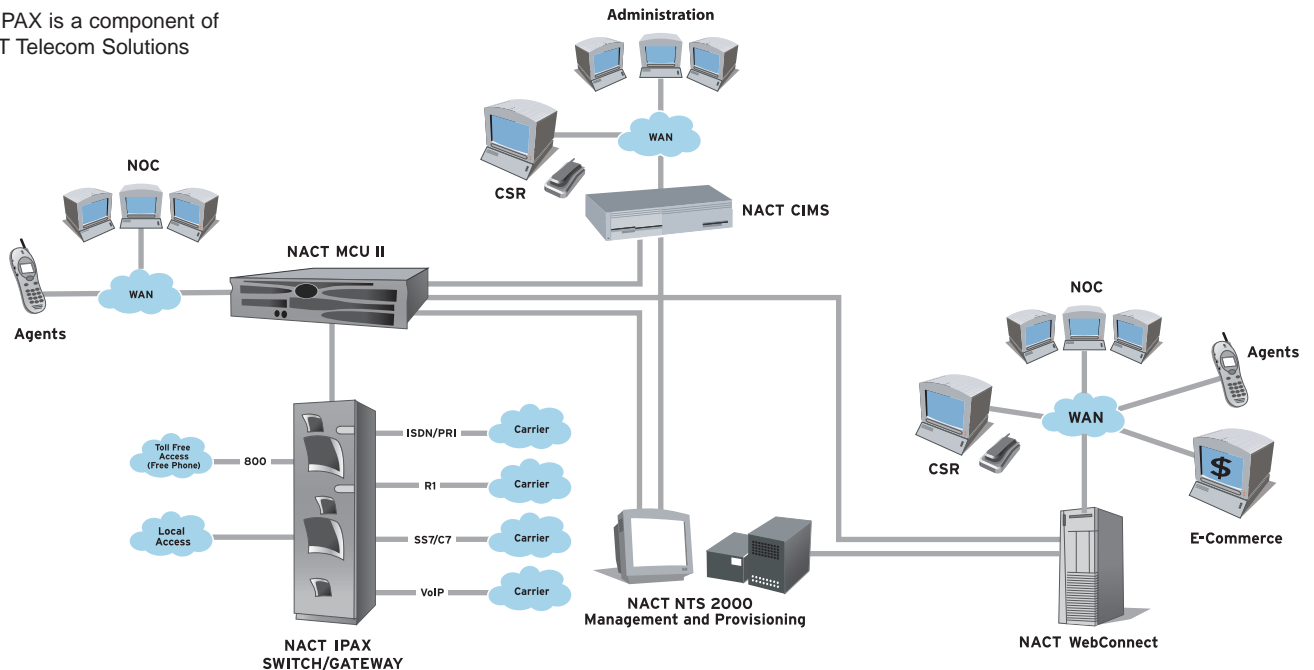 PAX is a component of
T Telecom Solutions
Administration
WAN
CSR
NACT CIMS
NOC
NACT MCU II
WAN
Agents
NOC
Agents
WAN
CSR
$
E-Commerce
Toll Free
Access
(Free Phone)
800
ISDN/PRI
Carrier
R1
Carrier
Local
Access
SS7/C7
Carrier
VoIP
Carrier
NACT NTS 2000
Management and Provisioning
NACT WebConnect
NACT IPAX
SWITCH/GATEWAY